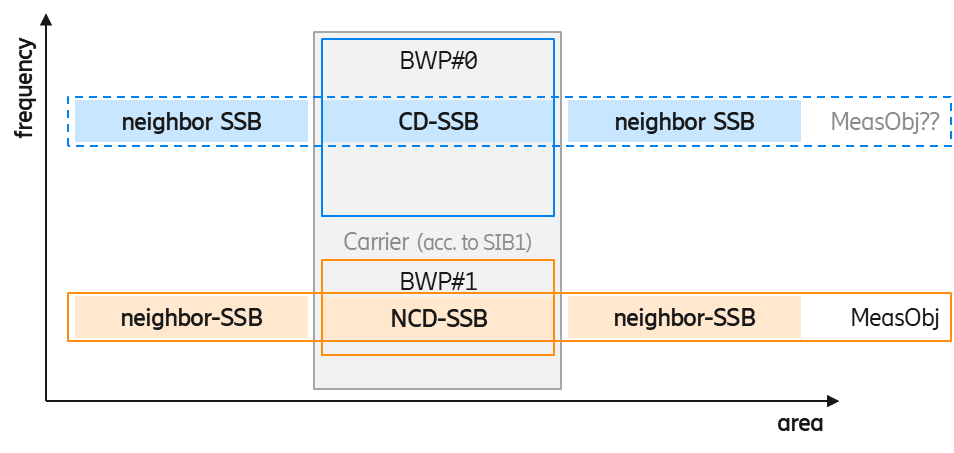 frequency
BWP#0
neighbor SSB
CD-SSB
neighbor SSB
MeasObj??
Carrier (acc. to SIB1)
BWP#1
neighbor-SSB
NCD-SSB
neighbor-SSB
MeasObj
area